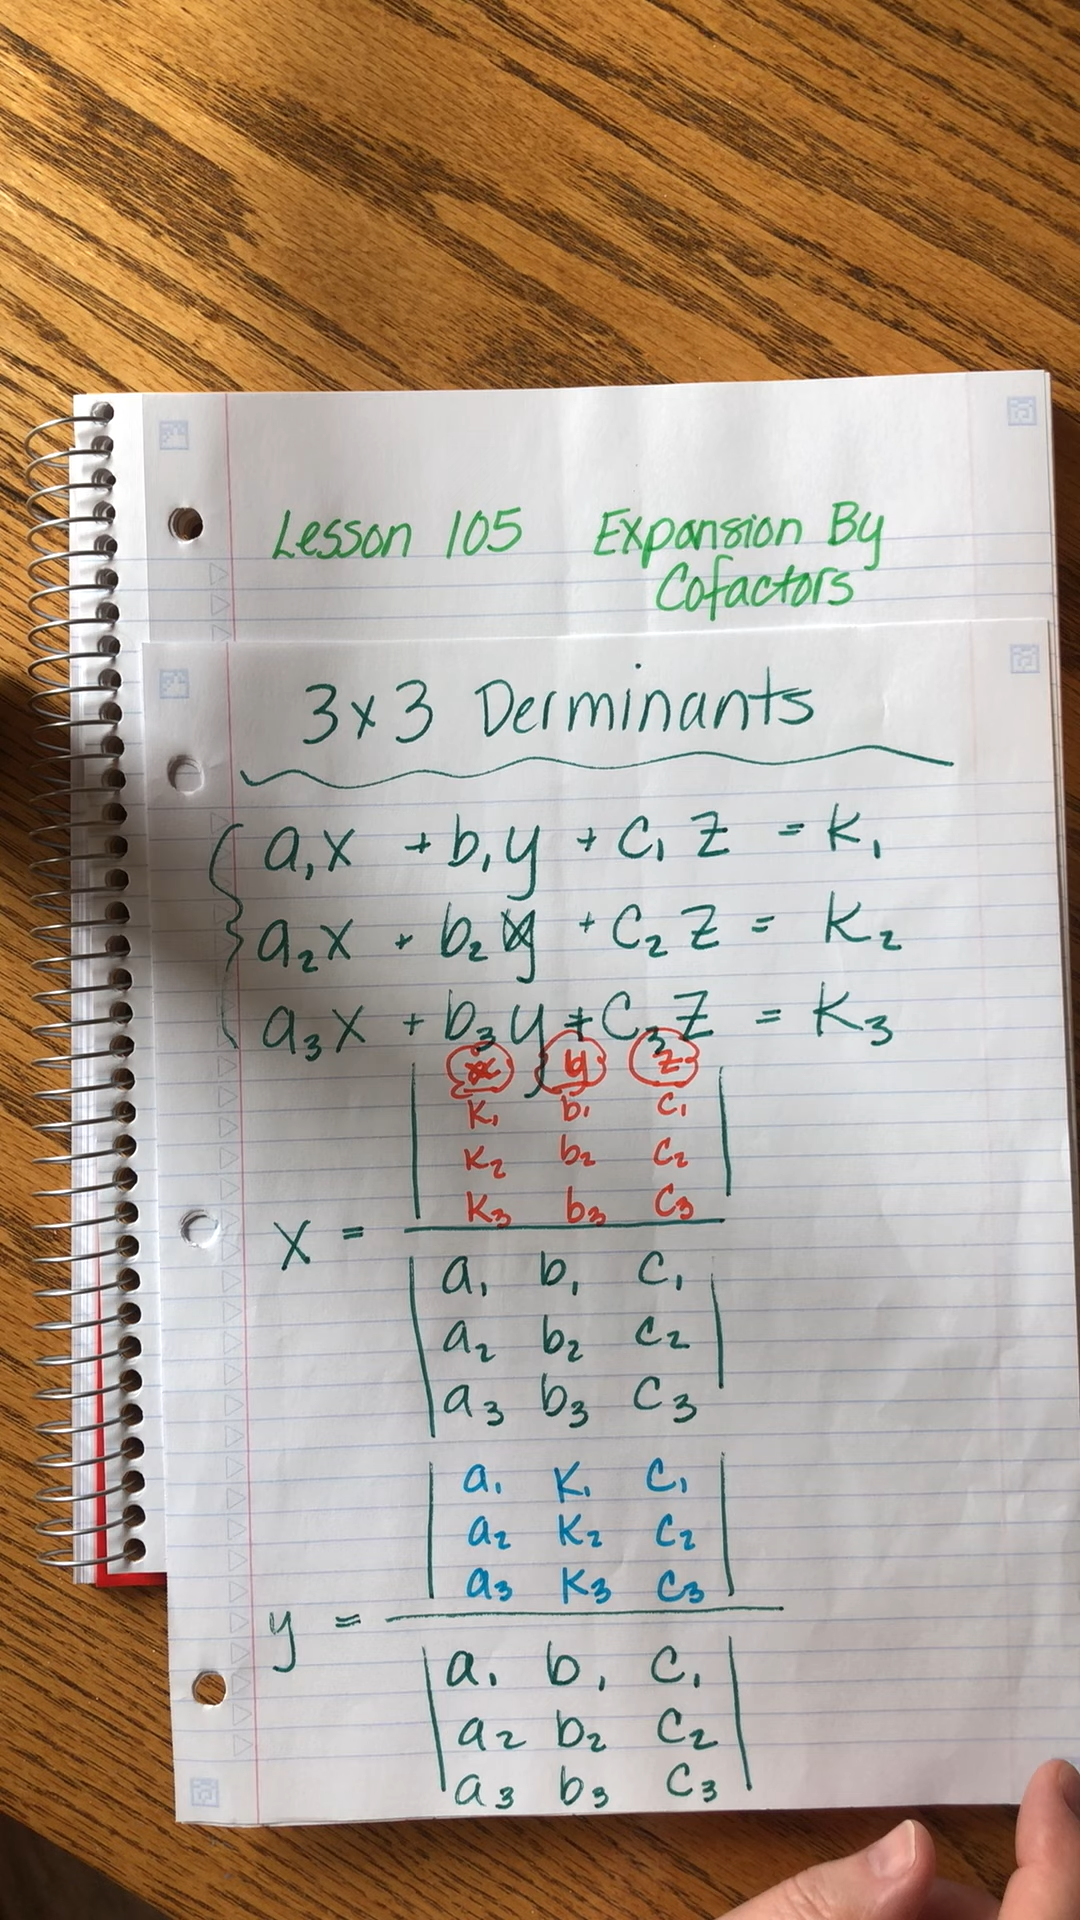 Lesson 105 Expansion By
Cofactors
3x3 Derminants
a₁x + b₁y + c₁z = K₁
a₂x + b₂y + c₂z = K₂
a₃x + b₃y + c₃z = K₃
x y z
K₁ b₁ c₁
K₂ b₂ c₂
K₃ b₃ c₃
x =
a₁ b₁ c₁
a₂ b₂ c₂
a₃ b₃ c₃
a₁ K₁ c₁
a₂ K₂ c₂
a₃ K₃ c₃
y =
a₁ b₁ c₁
a₂ b₂ c₂
a₃ b₃ c₃